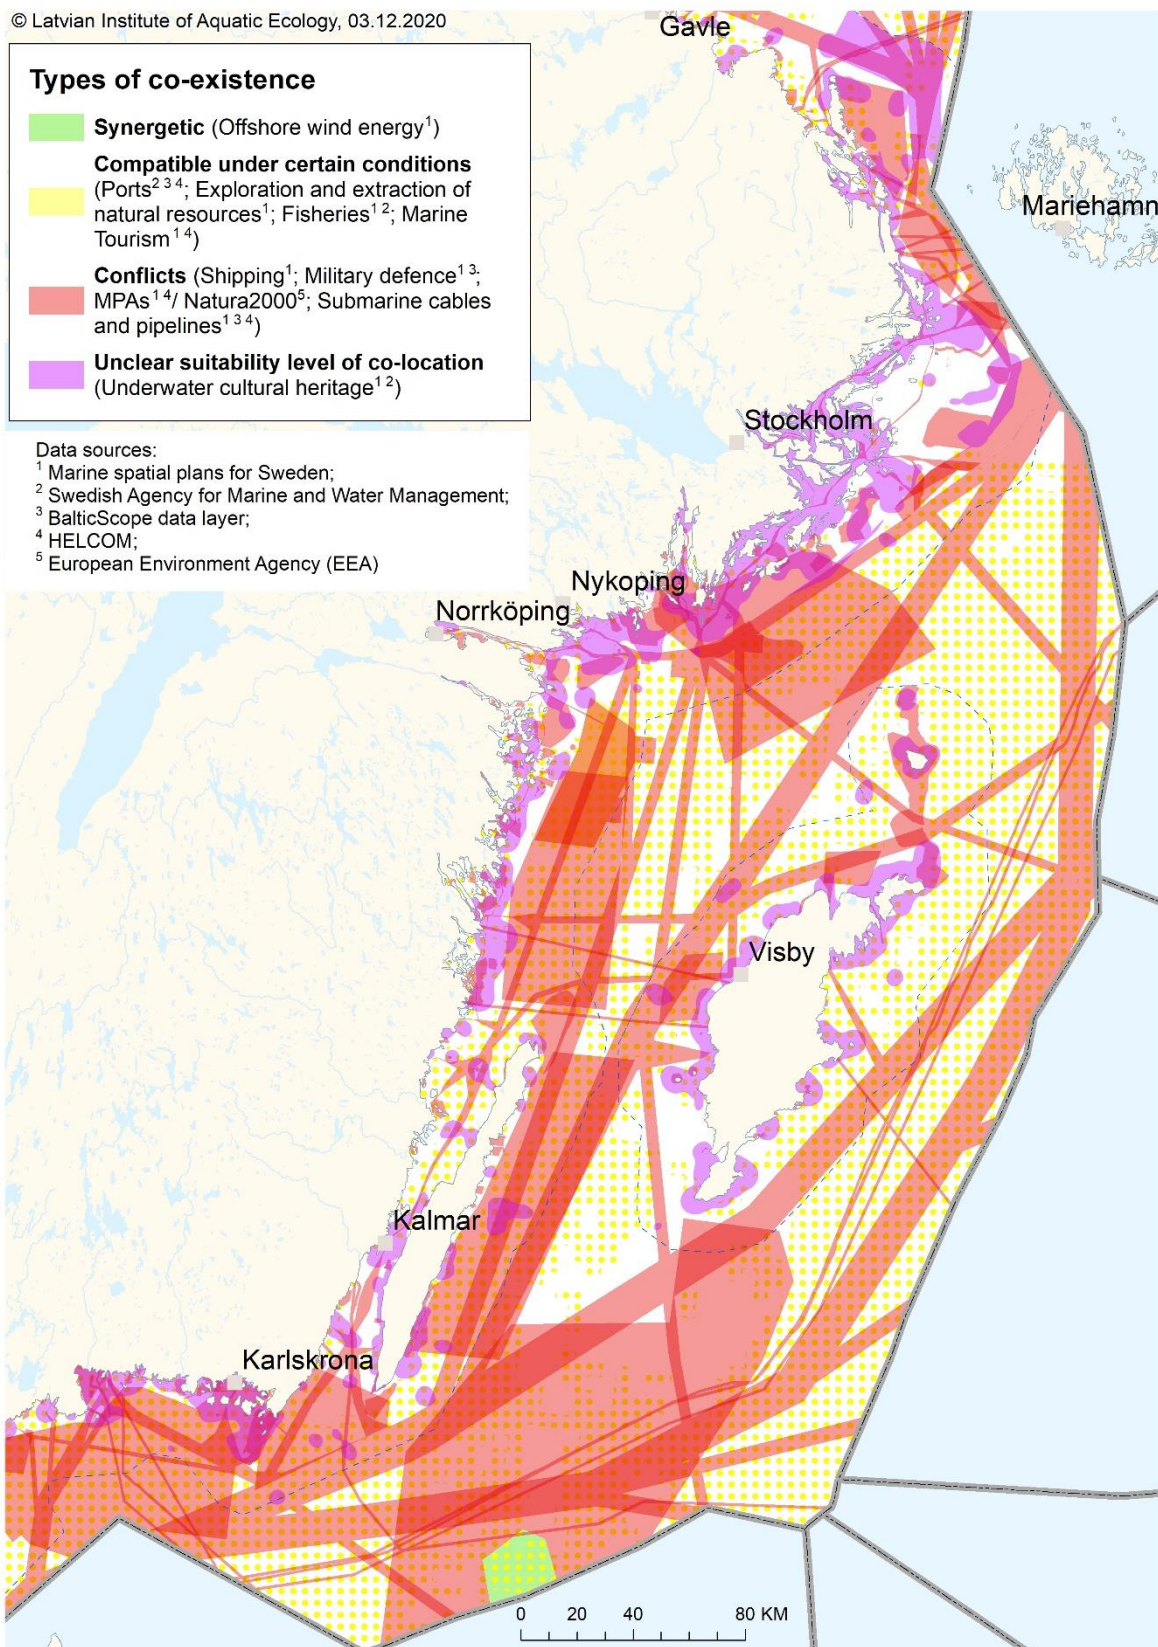 © Latvian Institute of Aquatic Ecology, 03.12.2020
Types of co-existence
Synergetic (Offshore wind energy¹)
Compatible under certain conditions
(Ports² ³ ⁴; Exploration and extraction of
natural resources¹; Fisheries¹ ²; Marine
Tourism¹ ⁴)
Conflicts (Shipping¹; Military defence¹ ³;
MPAs¹ ⁴/ Natura2000⁵; Submarine cables
and pipelines¹ ³ ⁴)
Unclear suitability level of co-location
(Underwater cultural heritage¹ ²)
Data sources:
¹ Marine spatial plans for Sweden;
² Swedish Agency for Marine and Water Management;
³ BalticScope data layer;
⁴ HELCOM;
⁵ European Environment Agency (EEA)
Gavle
Mariehamn
Stockholm
Nykoping
Norrköping
Visby
Kalmar
Karlskrona
0 20 40 80 KM